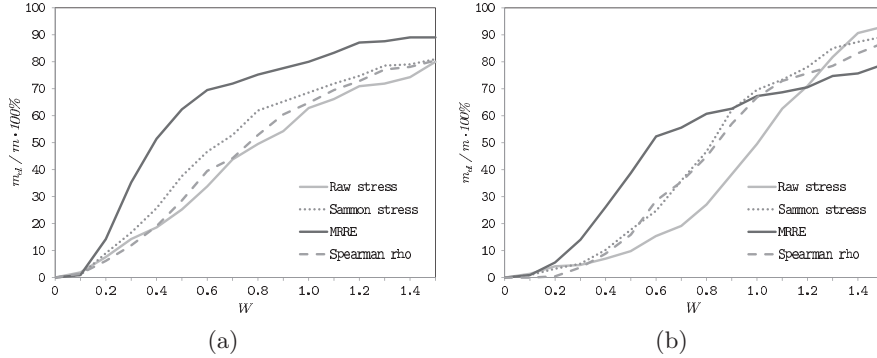 100
90
80
70
60
50
40
30
20
10
0
m_d / m · 100%
0 0.2 0.4 0.6 0.8 1.0 1.2 1.4
W
Raw stress
Sammon stress
MRRE
Spearman rho
(a)
100
90
80
70
60
50
40
30
20
10
0
m_d / m · 100%
0 0.2 0.4 0.6 0.8 1.0 1.2 1.4
W
Raw stress
Sammon stress
MRRE
Spearman rho
(b)